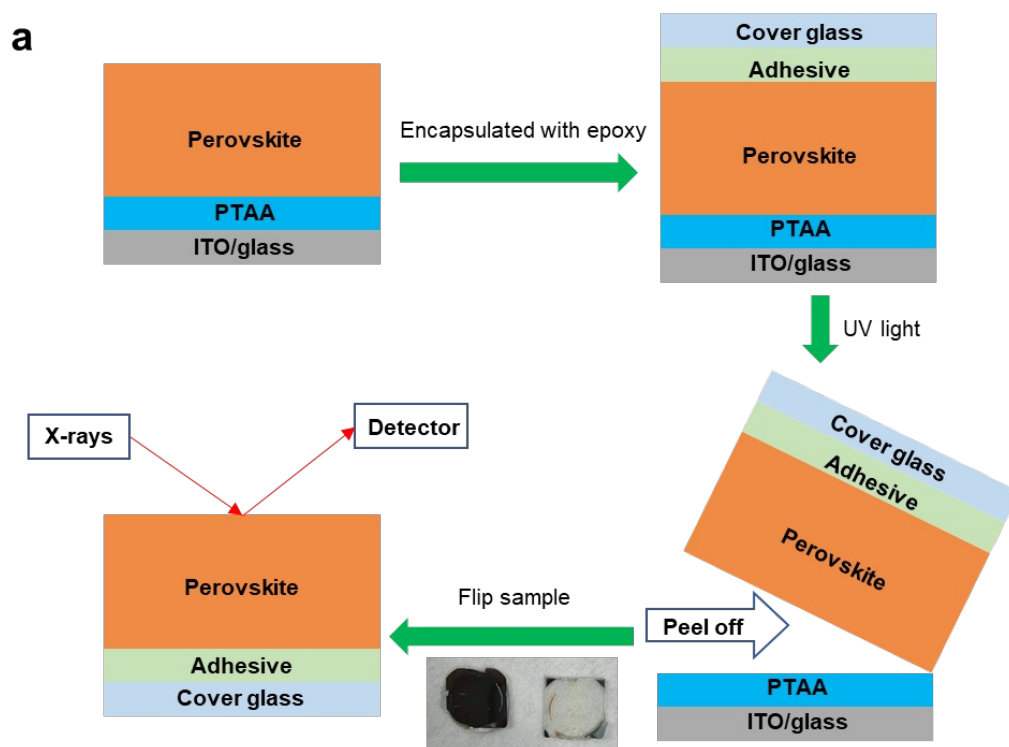 a
Perovskite
PTAA
ITO/glass
Encapsulated with epoxy
Cover glass
Adhesive
Perovskite
PTAA
ITO/glass
UV light
Cover glass
Adhesive
Perovskite
Peel off
PTAA
ITO/glass
Flip sample
X-rays
Detector
Perovskite
Adhesive
Cover glass